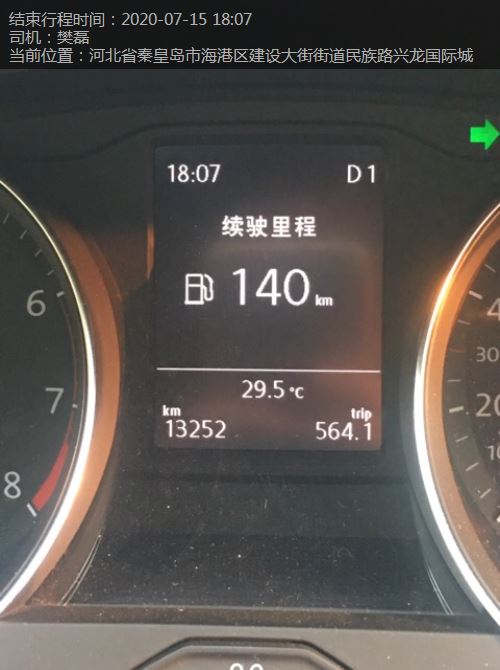 结束行程时间：2020-07-15 18:07
司机：樊磊
当前位置：河北省秦皇岛市海港区建设大街街道民族路兴龙国际城
18:07 D 1
续驶里程
140 km
29.5 °C
km trip
13252 564.1
6
7
8
30
20